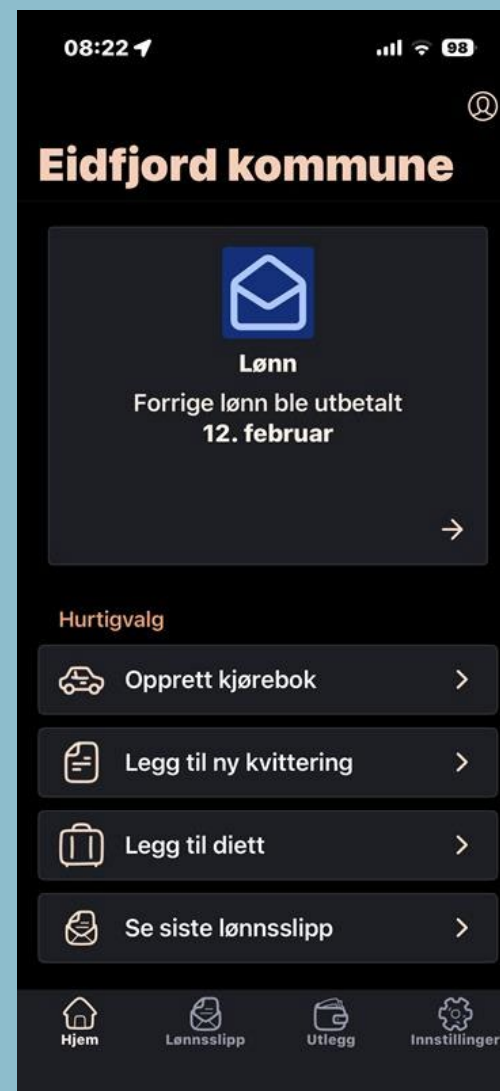 08:22
98
Eidfjord kommune
Lønn
Forrige lønn ble utbetalt
12. februar
Hurtigvalg
Opprett kjørebok
Legg til ny kvittering
Legg til diett
Se siste lønnsslipp
Hjem Lønnsslipp Utlegg Innstillinger